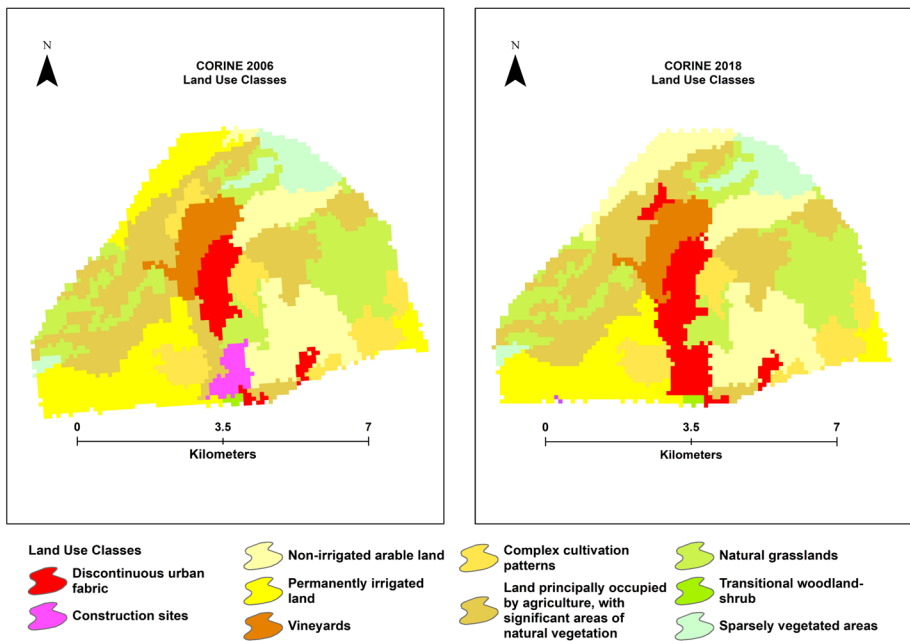 N
CORINE 2006
Land Use Classes
0
3.5
7
Kilometers
N
CORINE 2018
Land Use Classes
0
3.5
7
Kilometers
Land Use Classes
Discontinuous urban
fabric
Construction sites
Non-irrigated arable land
Permanently irrigated
land
Vineyards
Complex cultivation
patterns
Land principally occupied
by agriculture, with
significant areas of
natural vegetation
Natural grasslands
Transitional woodland-
shrub
Sparsely vegetated areas